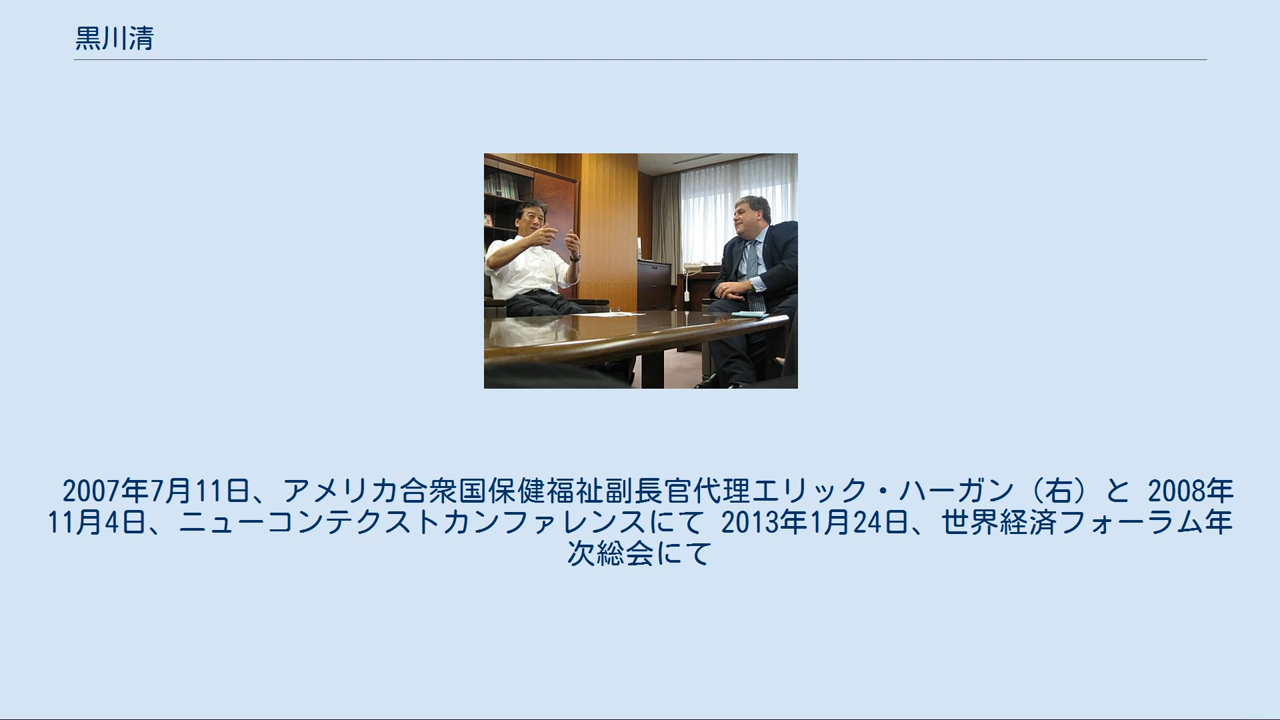 黒川清
2007年7月11日、アメリカ合衆国保健福祉副長官代理エリック・ハーガン（右）と 2008年
11月4日、ニューコンテクストカンファレンスにて 2013年1月24日、世界経済フォーラム年
次総会にて